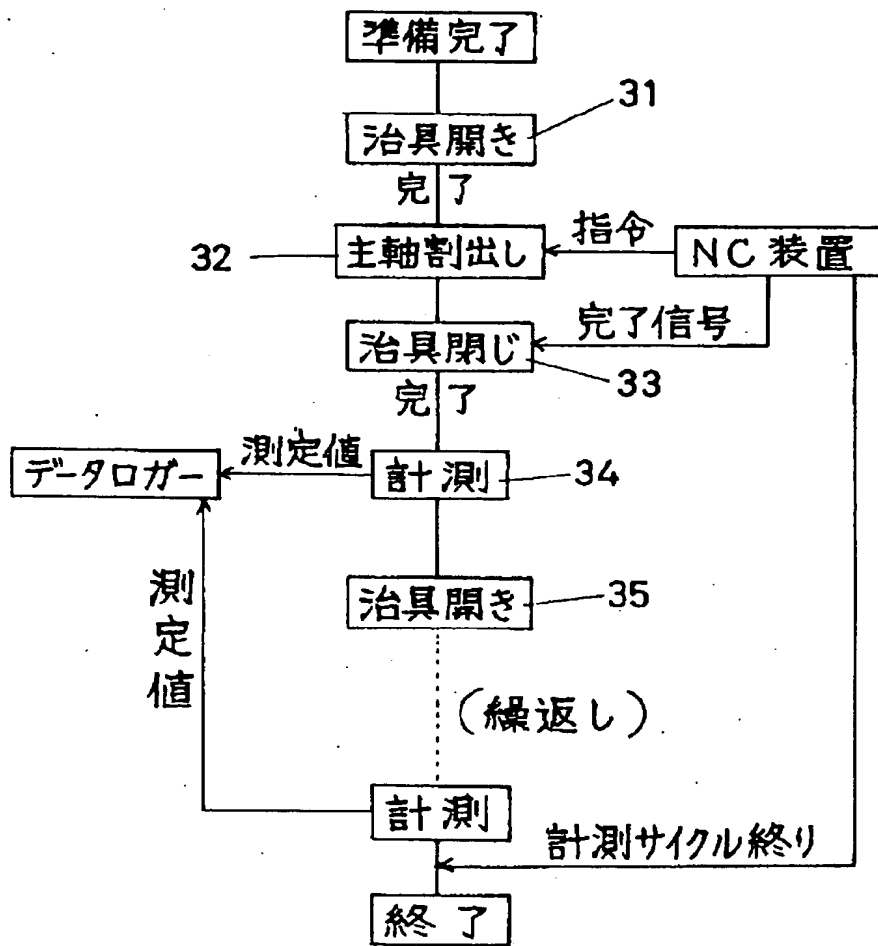 準備完了
31
治具開き
完了
32
主軸割出し
指令
NC装置
治具閉じ
完了信号
33
完了
データロガー
測定値
計測
34
治具開き
35
測定値
(繰返し)
計測
計測サイクル終り
終了